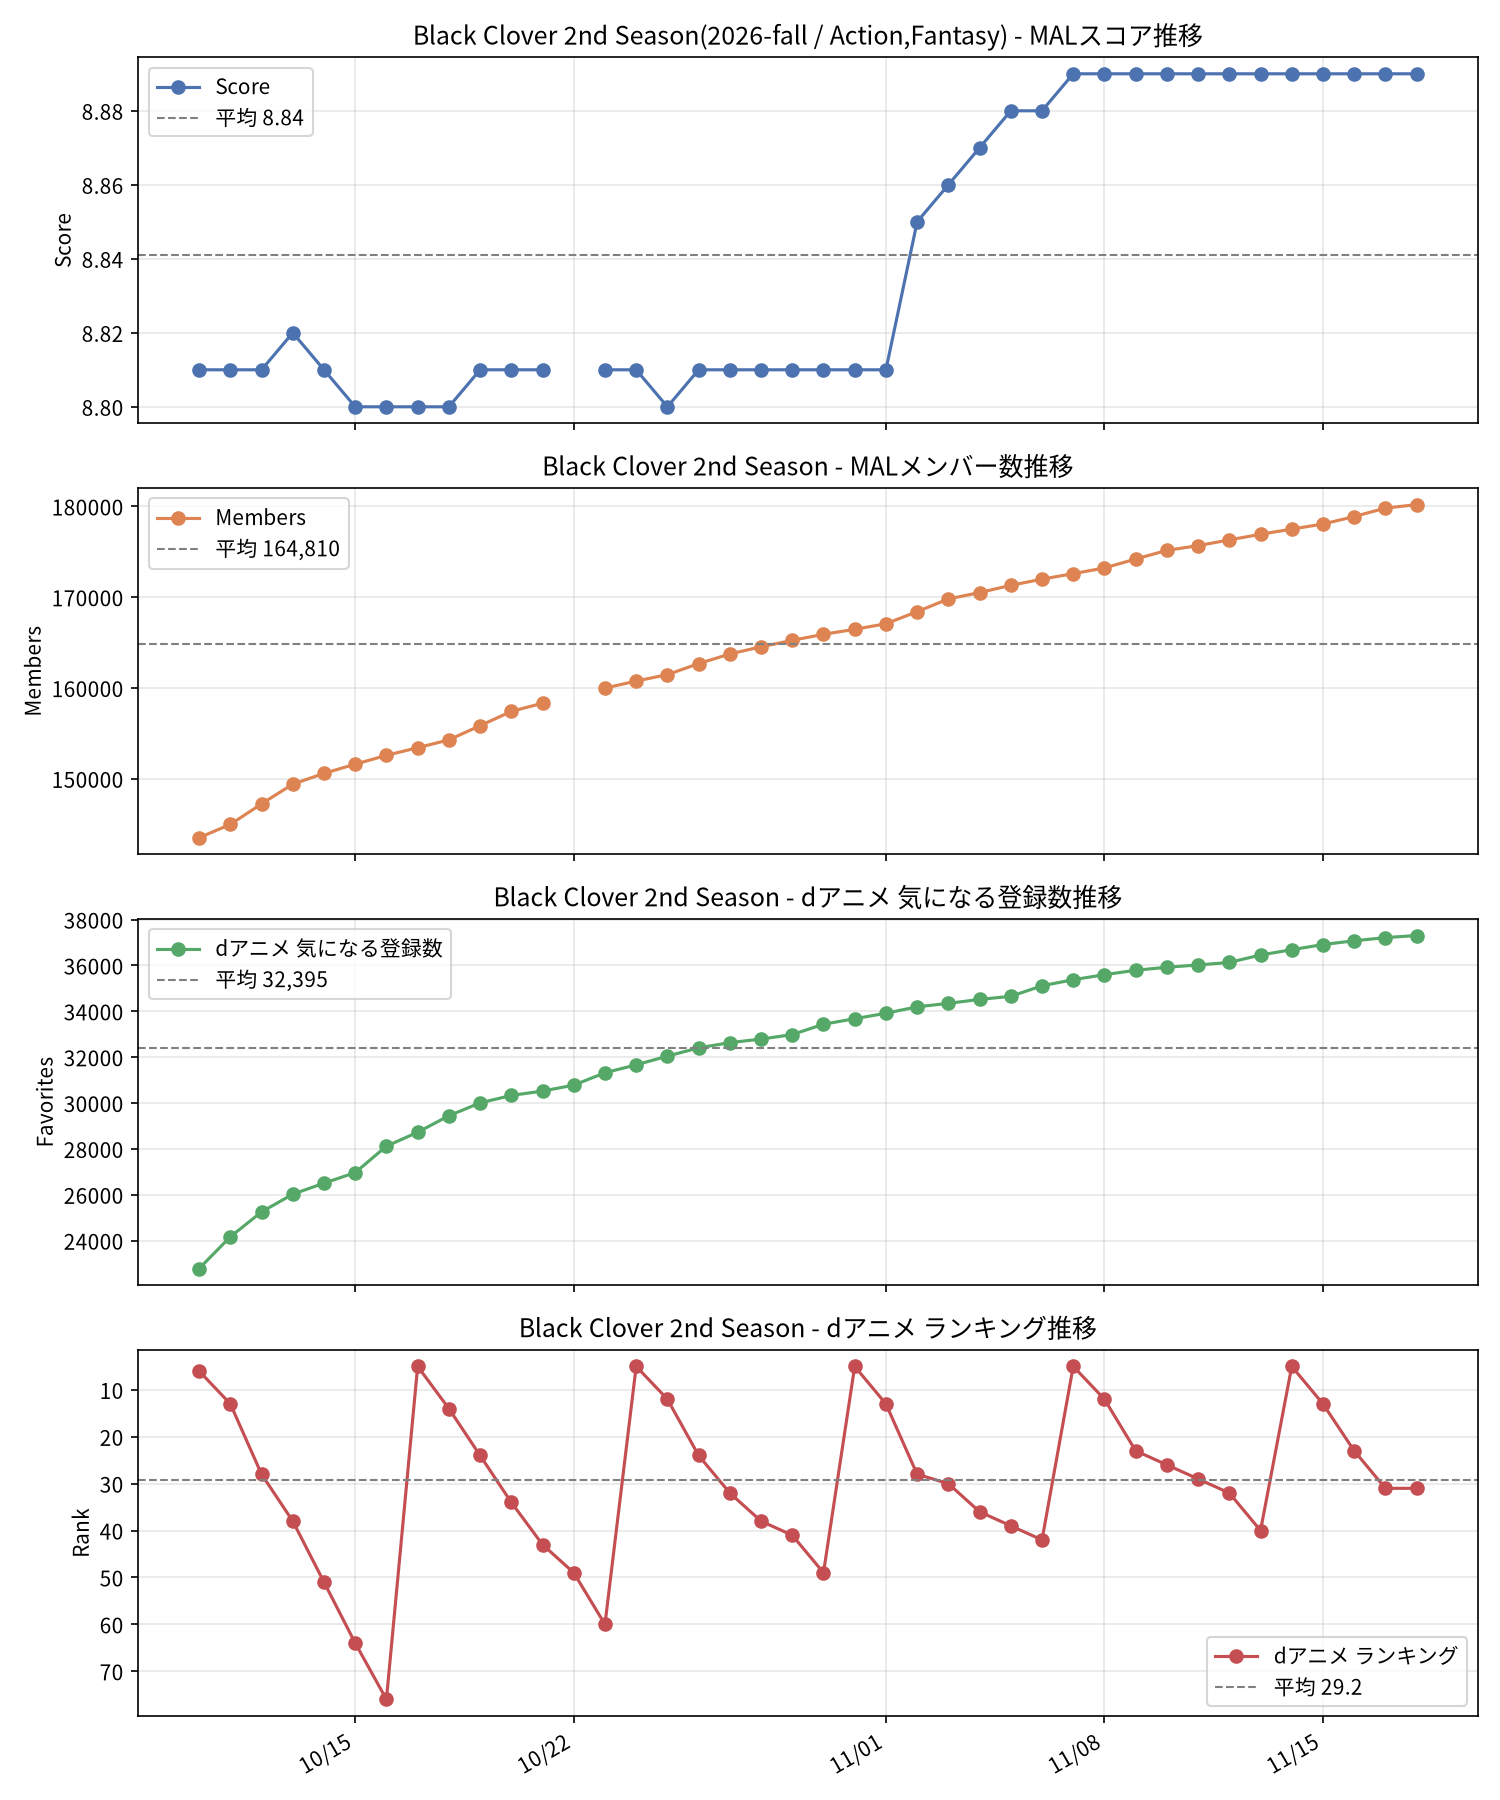 Black Clover 2nd Season(2026-fall / Action,Fantasy) - MALスコア推移
Score
平均 8.84
8.88
8.86
8.84
8.82
8.80
Score
Black Clover 2nd Season - MALメンバー数推移
Members
平均 164,810
180000
170000
160000
150000
Members
Black Clover 2nd Season - dアニメ 気になる登録数推移
dアニメ 気になる登録数
平均 32,395
38000
36000
34000
32000
30000
28000
26000
24000
Favorites
Black Clover 2nd Season - dアニメ ランキング推移
10
20
30
40
50
60
70
Rank
dアニメ ランキング
平均 29.2
10/15
10/22
11/01
11/08
11/15